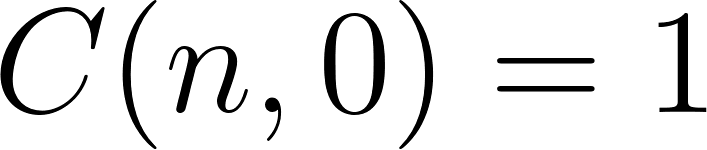 C(n, 0) = 1